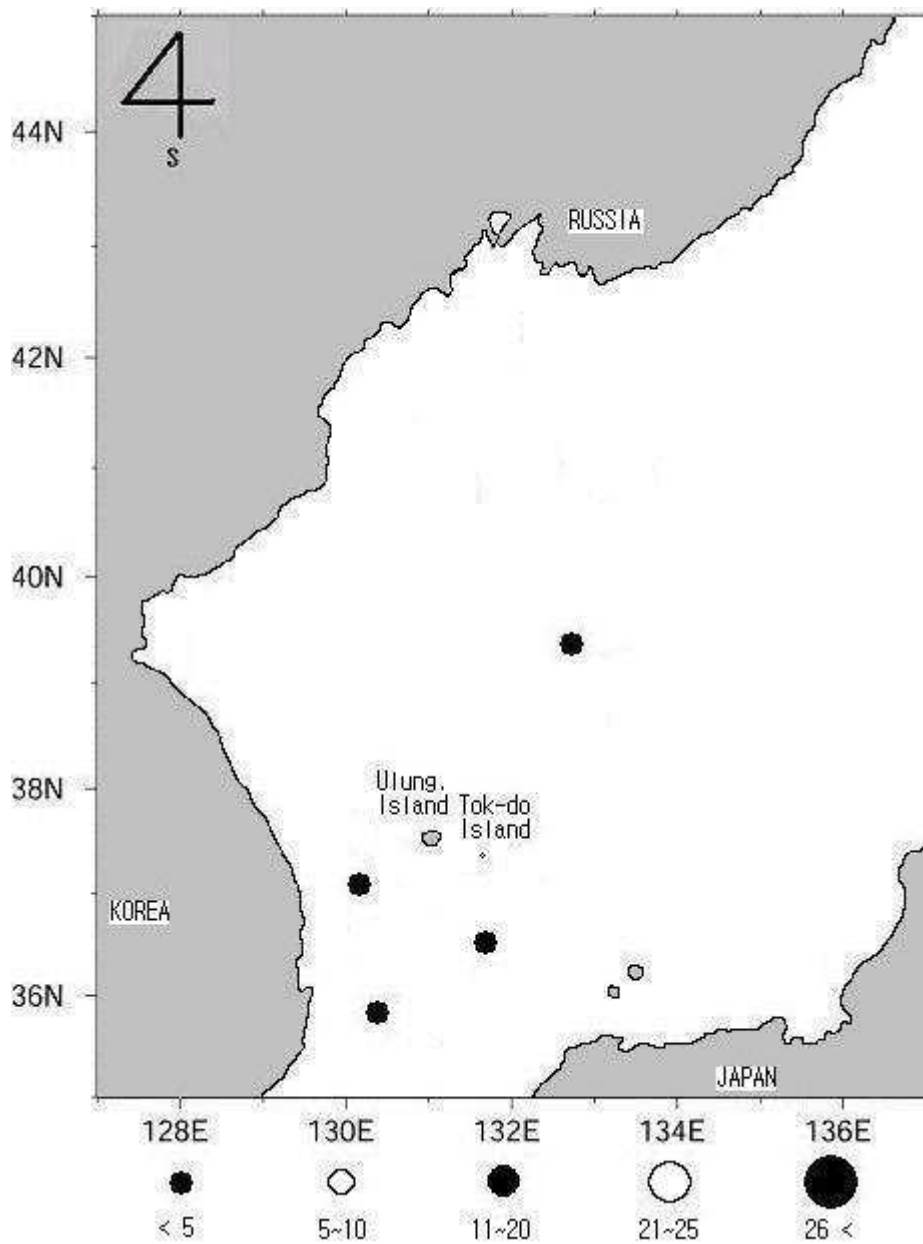 S
44N
RUSSIA
42N
40N
38N
Ulung.
Island
Tok-do
Island
KOREA
36N
JAPAN
128E 130E 132E 134E 136E
< 5 5~10 11~20 21~25 26 <